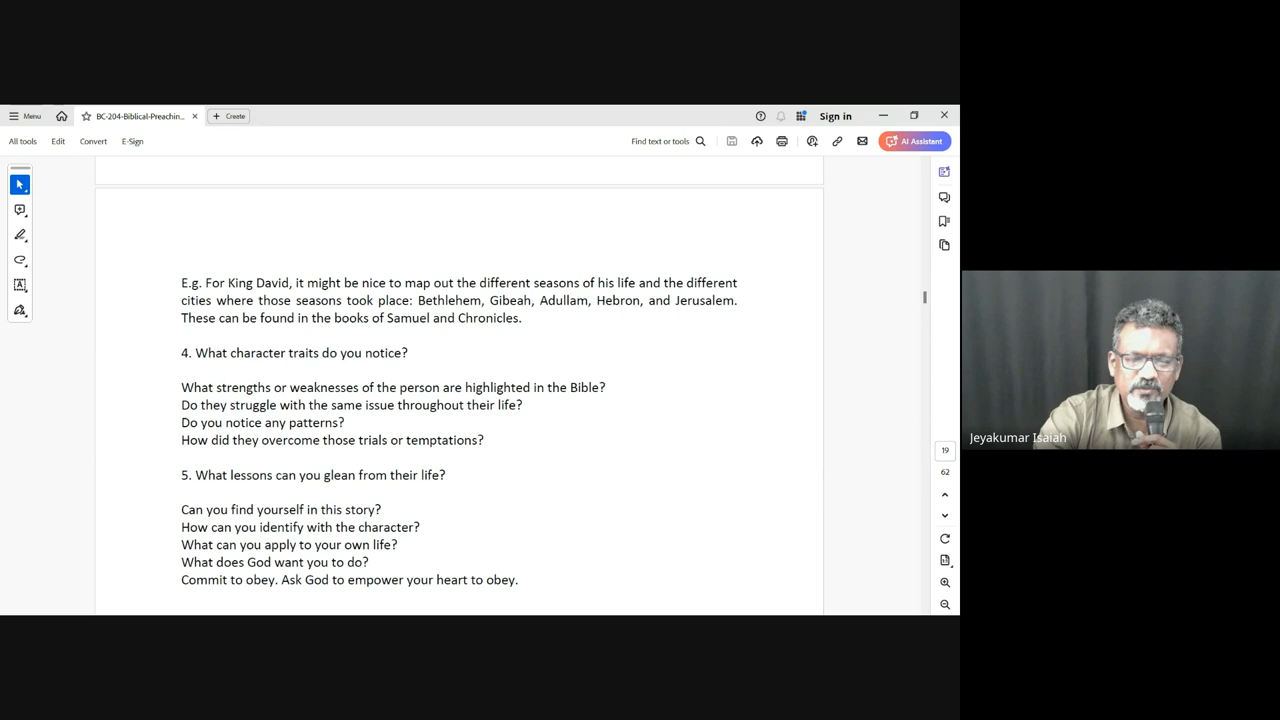 Menu
BC-204-Biblical-Preachin...
Create
Sign in
All tools
Edit
Convert
E-Sign
Find text or tools
AI Assistant
E.g. For King David, it might be nice to map out the different seasons of his life and the different
cities where those seasons took place: Bethlehem, Gibeah, Adullam, Hebron, and Jerusalem.
These can be found in the books of Samuel and Chronicles.
4. What character traits do you notice?
What strengths or weaknesses of the person are highlighted in the Bible?
Do they struggle with the same issue throughout their life?
Do you notice any patterns?
How did they overcome those trials or temptations?
5. What lessons can you glean from their life?
Can you find yourself in this story?
How can you identify with the character?
What can you apply to your own life?
What does God want you to do?
Commit to obey. Ask God to empower your heart to obey.
19
62
Jeyakumar Isaiah